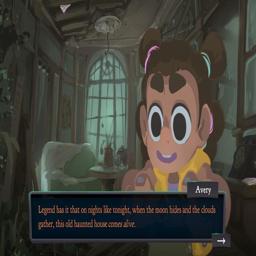 Avery
Legend has it that on nights like tonight, when the moon hides and the clouds
gather, this old haunted house comes alive.